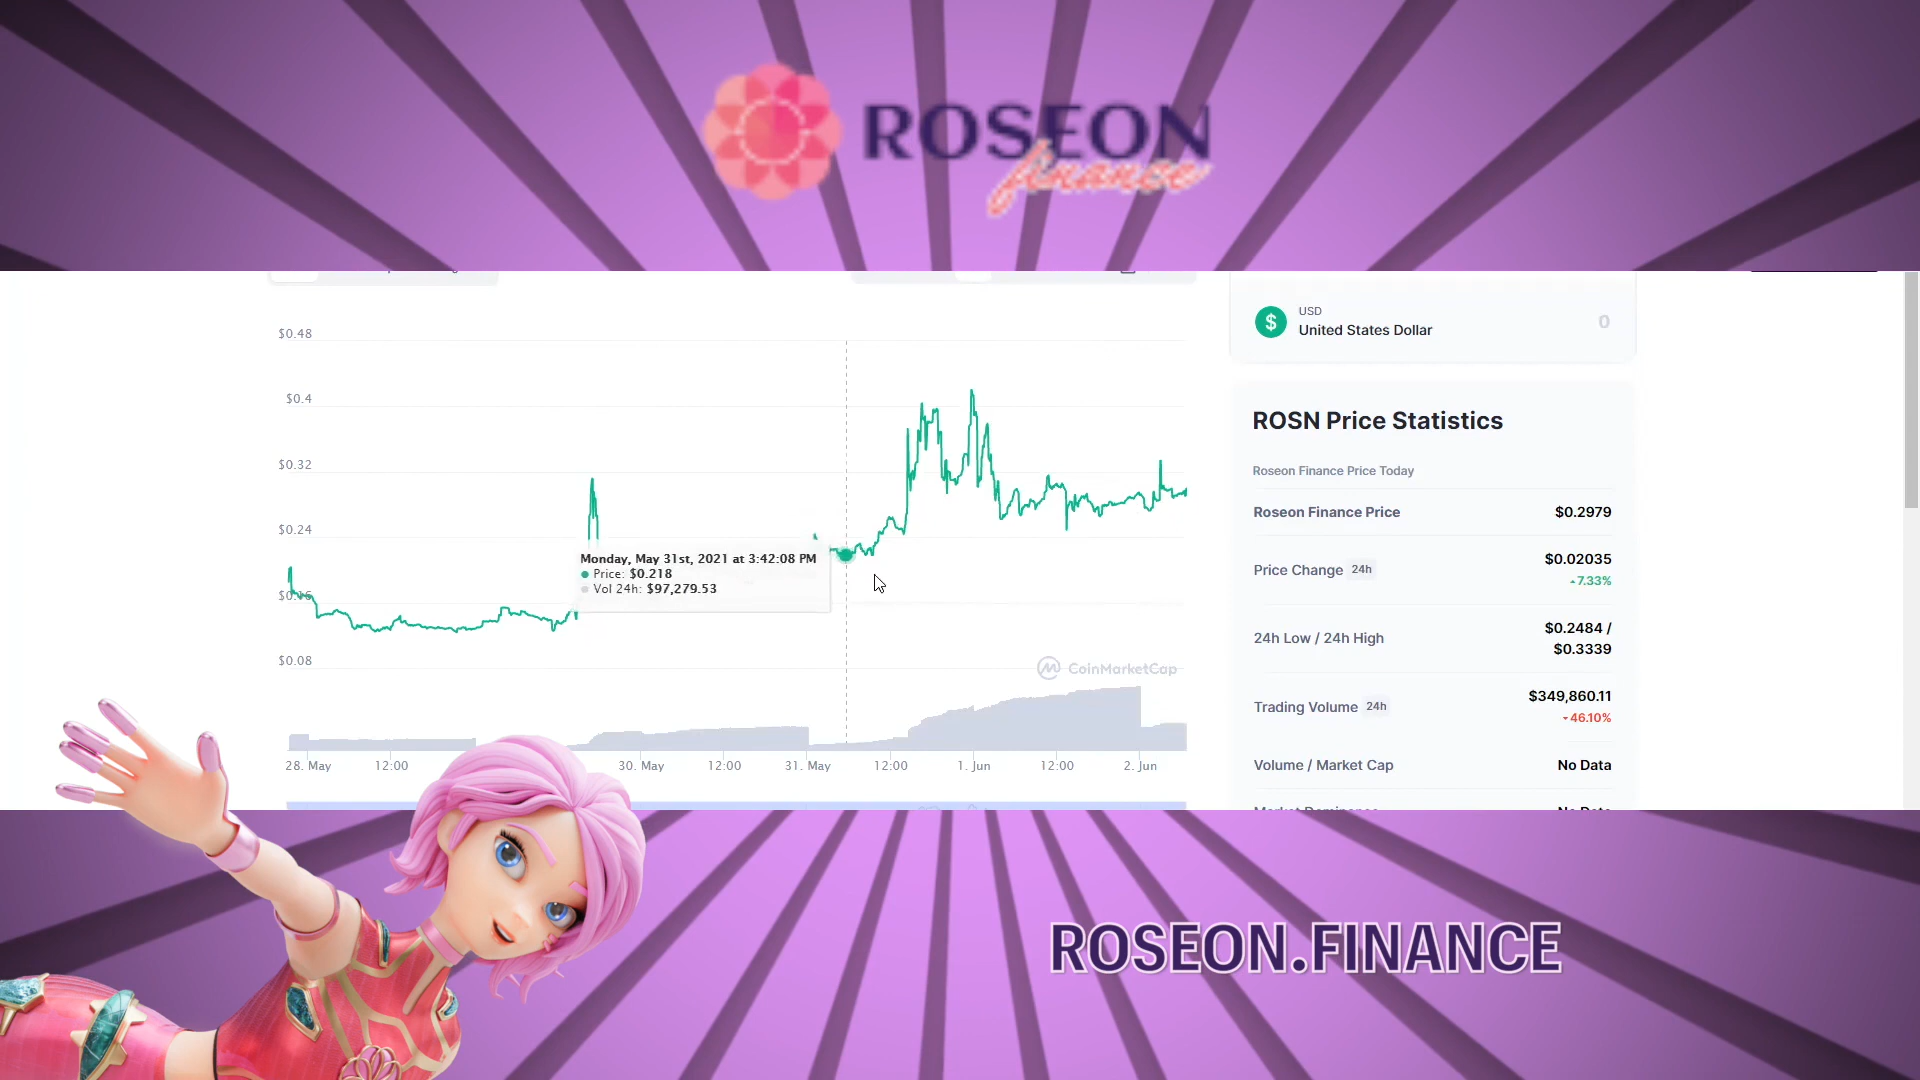 ROSEON
finance
USD
United States Dollar
0
$0.48
$0.4
$0.32
$0.24
$0.16
$0.08
Monday, May 31st, 2021 at 3:42:08 PM
Price: $0.218
Vol 24h: $97,279.53
CoinMarketCap
28. May
12:00
30. May
12:00
31. May
12:00
1. Jun
12:00
2. Jun
ROSN Price Statistics
Roseon Finance Price Today
Roseon Finance Price
$0.2979
Price Change 24h
$0.02035
7.33%
24h Low / 24h High
$0.2484 /
$0.3339
Trading Volume 24h
$349,860.11
46.10%
Volume / Market Cap
No Data
ROSEON.FINANCE